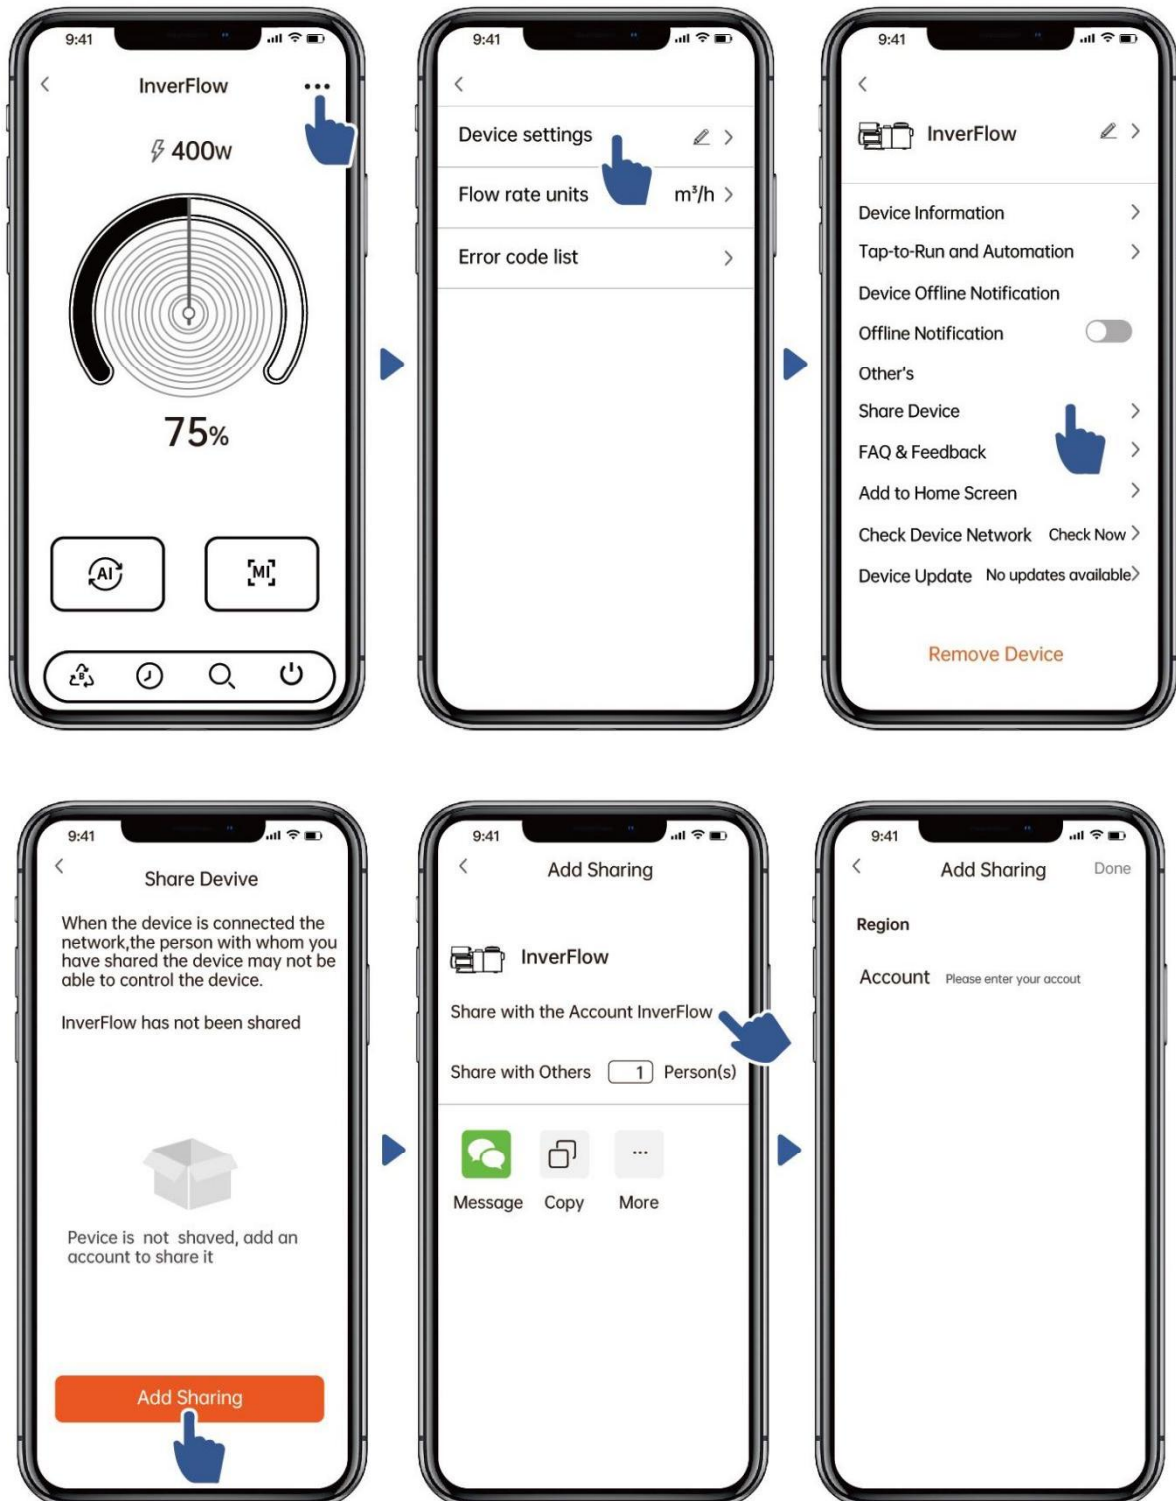 9:41
InverFlow
400w
75%
AI
MI
B
9:41
Device settings
Flow rate units m³/h
Error code list
9:41
InverFlow
Device Information
Tap-to-Run and Automation
Device Offline Notification
Offline Notification
Other's
Share Device
FAQ & Feedback
Add to Home Screen
Check Device Network Check Now
Device Update No updates available
Remove Device
9:41
Share Devive
When the device is connected the
network,the person with whom you
have shared the device may not be
able to control the device.
InverFlow has not been shared
Pevice is not shaved, add an
account to share it
Add Sharing
9:41
Add Sharing
InverFlow
Share with the Account InverFlow
Share with Others 1 Person(s)
Message Copy More
9:41
Add Sharing Done
Region
Account Please enter your accout